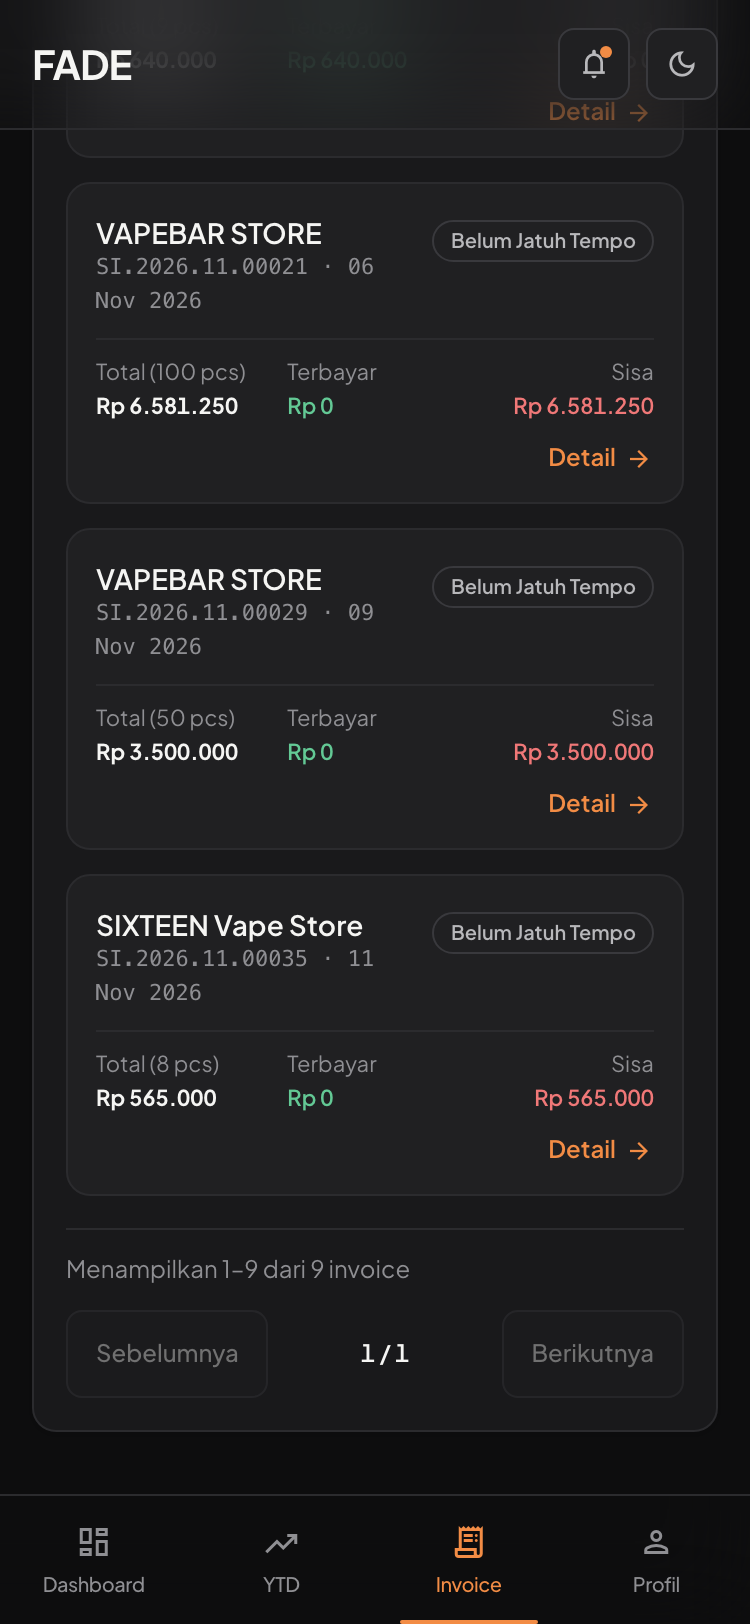 FADE
640.000
Rp 640.000
Detail →
VAPEBAR STORE
Belum Jatuh Tempo
SI.2026.11.00021 · 06
Nov 2026
Total (100 pcs)
Terbayar
Sisa
Rp 6.581.250
Rp 0
Rp 6.581.250
Detail →
VAPEBAR STORE
Belum Jatuh Tempo
SI.2026.11.00029 · 09
Nov 2026
Total (50 pcs)
Terbayar
Sisa
Rp 3.500.000
Rp 0
Rp 3.500.000
Detail →
SIXTEEN Vape Store
Belum Jatuh Tempo
SI.2026.11.00035 · 11
Nov 2026
Total (8 pcs)
Terbayar
Sisa
Rp 565.000
Rp 0
Rp 565.000
Detail →
Menampilkan 1–9 dari 9 invoice
Sebelumnya
1/1
Berikutnya
Dashboard
YTD
Invoice
Profil